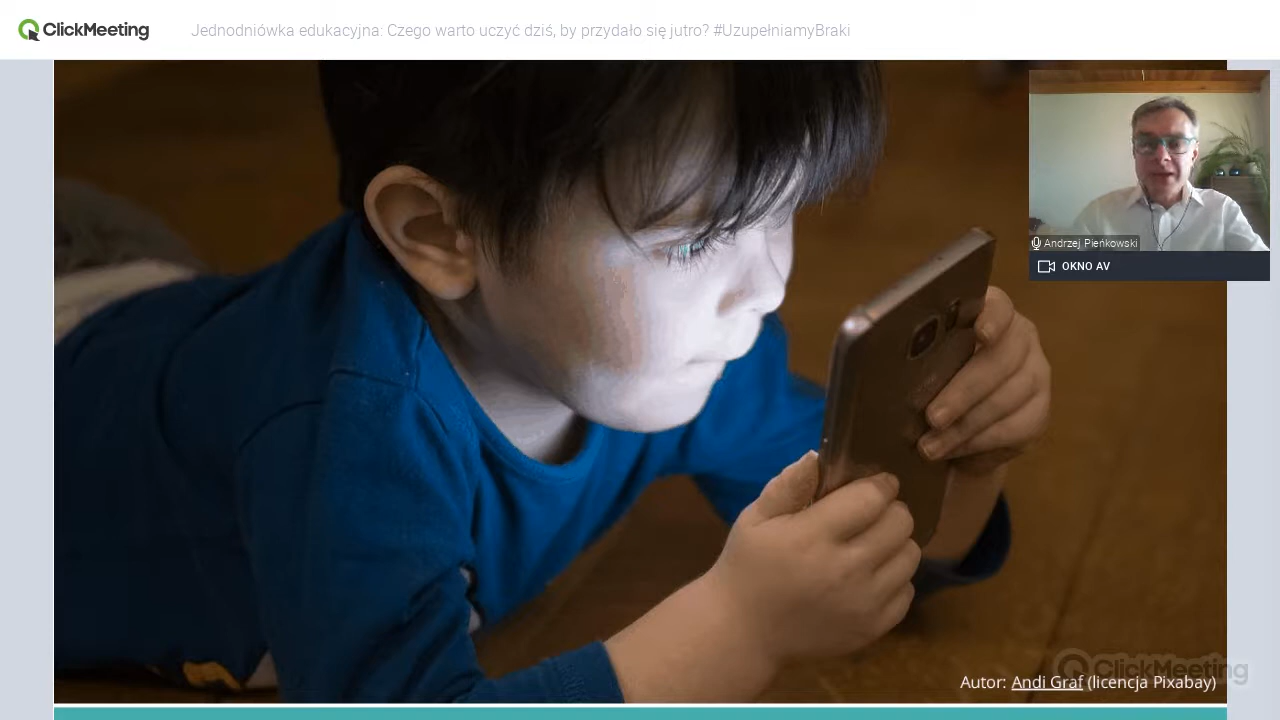 ClickMeeting
Jednodniówka edukacyjna: Czego warto uczyć dziś, by przydało się jutro? #UzupełniamyBraki
Andrzej Pieńkowski
OKNO AV
ClickMeeting
Autor: Andi Graf (licencja Pixabay)